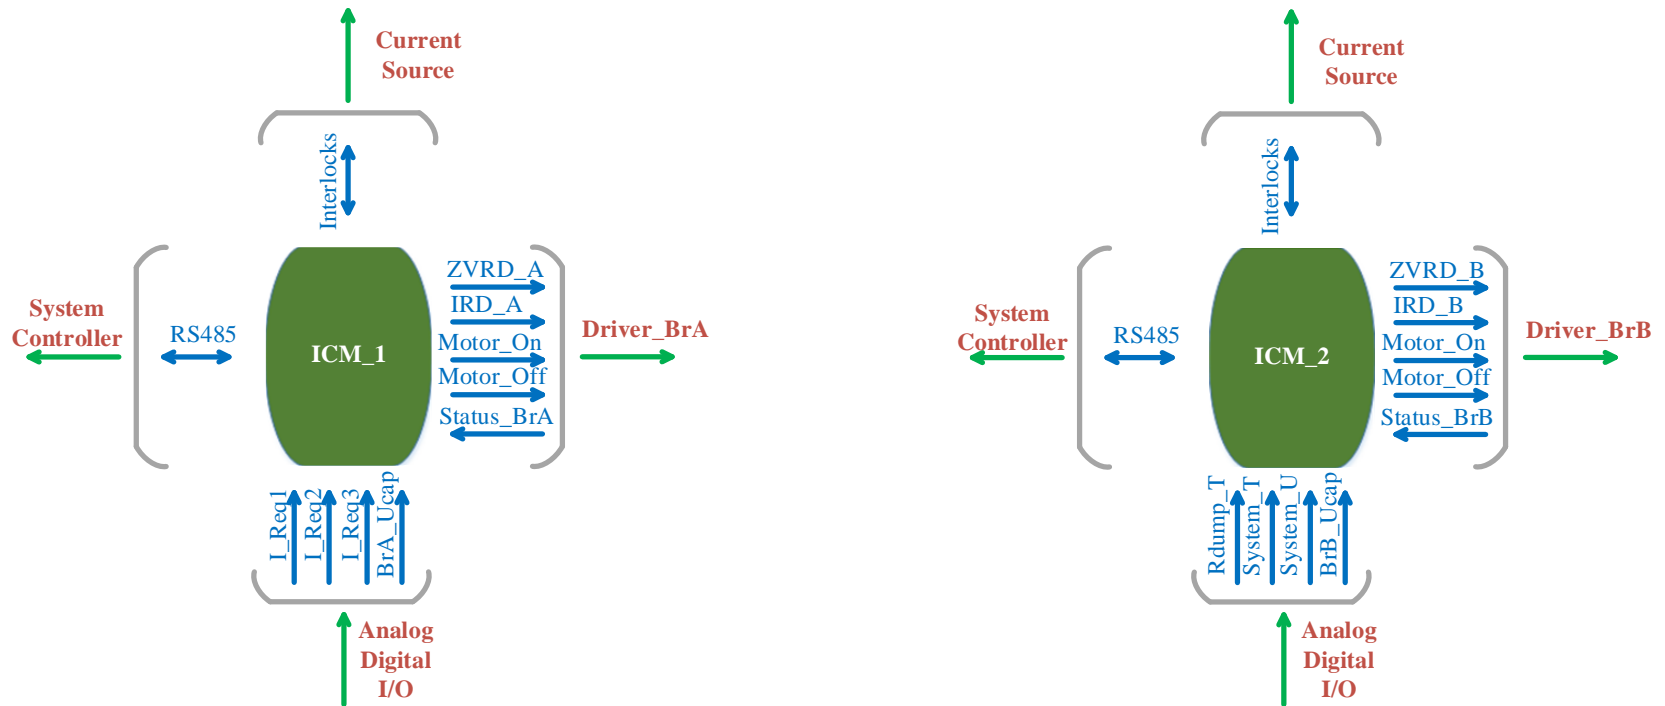 Current
Source
Interlocks
System
Controller
RS485
ICM_1
ZVRD_A
IRD_A
Motor_On
Motor_Off
Status_BrA
Driver_BrA
I_Req1
I_Req2
I_Req3
BrA_Ucap
Analog
Digital
I/O
Current
Source
Interlocks
System
Controller
RS485
ICM_2
ZVRD_B
IRD_B
Motor_On
Motor_Off
Status_BrB
Driver_BrB
Rdump_T
System_T
System_U
BrB_Ucap
Analog
Digital
I/O